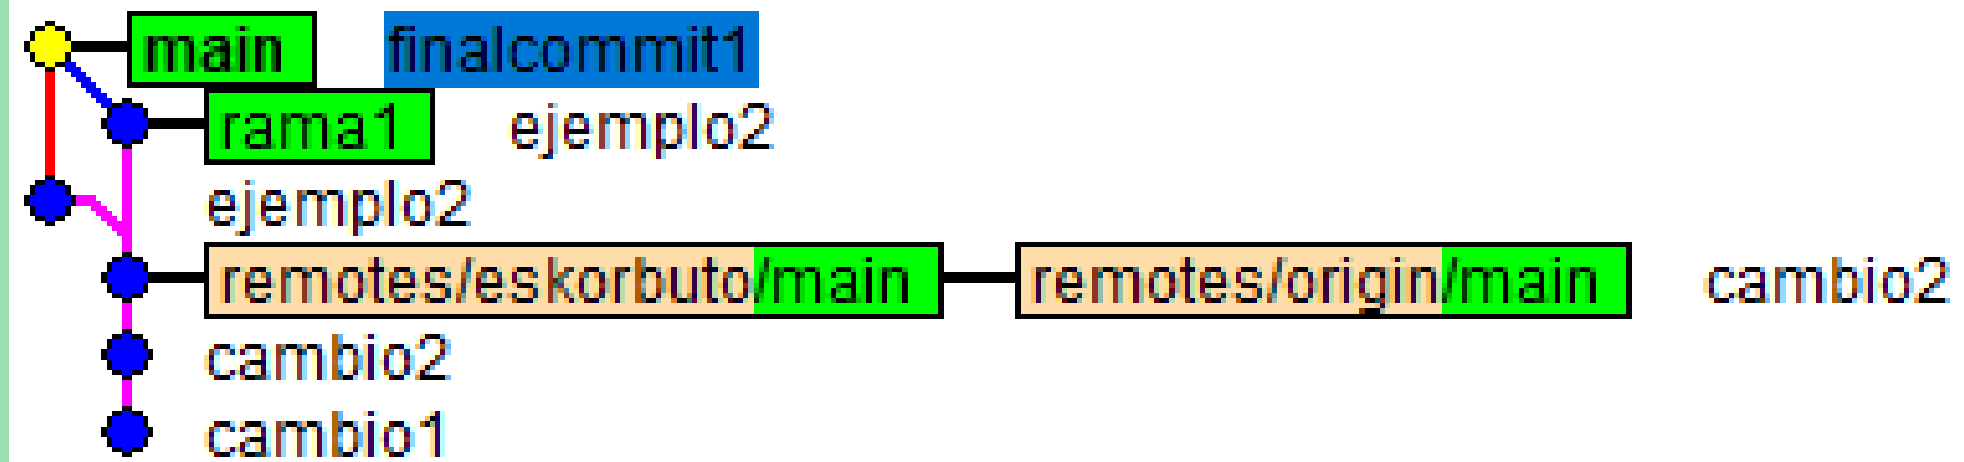 main finalcommit1
rama1 ejemplo2
ejemplo2
remotes/eskorbuto/main remotes/origin/main cambio2
cambio2
cambio1